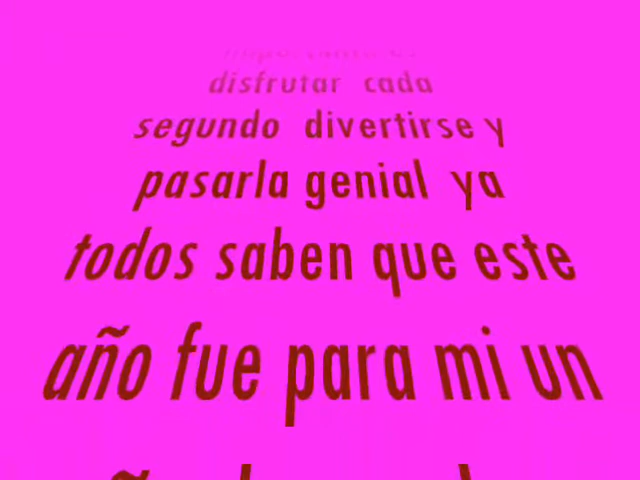 disfrutar cada
segundo divertirse y
pasarla genial ya
todos saben que este
año fue para mi un